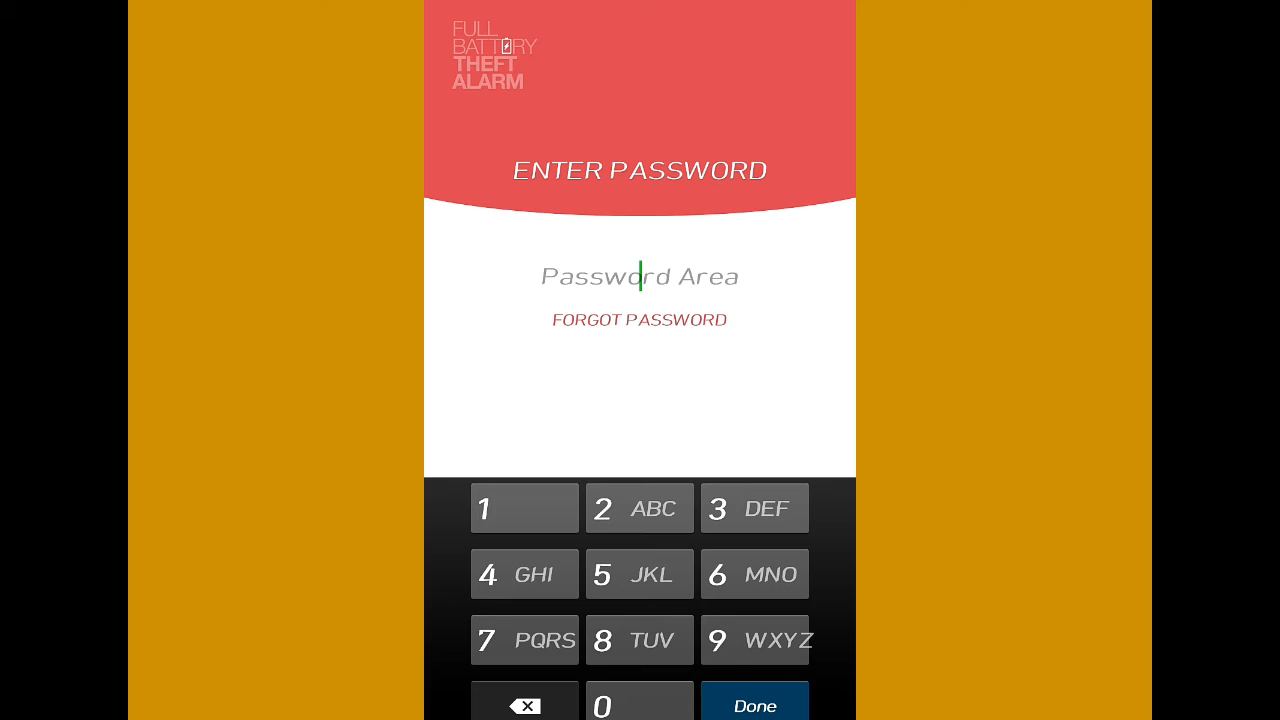 FULL
BATTERY
THEFT
ALARM
ENTER PASSWORD
Password Area
FORGOT PASSWORD
1
2 ABC
3 DEF
4 GHI
5 JKL
6 MNO
7 PQRS
8 TUV
9 WXYZ
0
Done